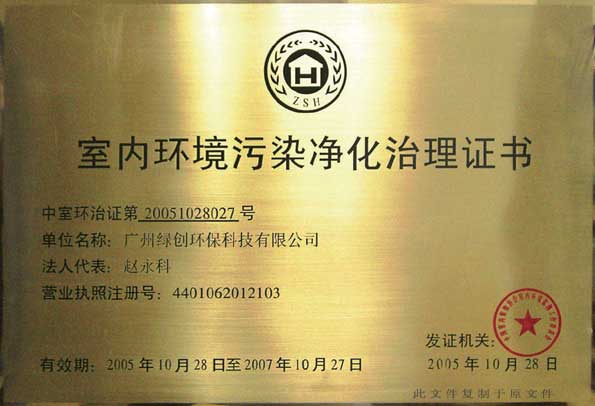 ZSH
室内环境污染净化治理证书
中室环治证第 20051028027 号
单位名称：广州绿创环保科技有限公司
法人代表：赵永科
营业执照注册号：4401062012103
发证机关：
有效期：2005 年 10 月 28 日至 2007 年 10 月 27 日
2005 年 10 月 28 日
此文件复制于原文件